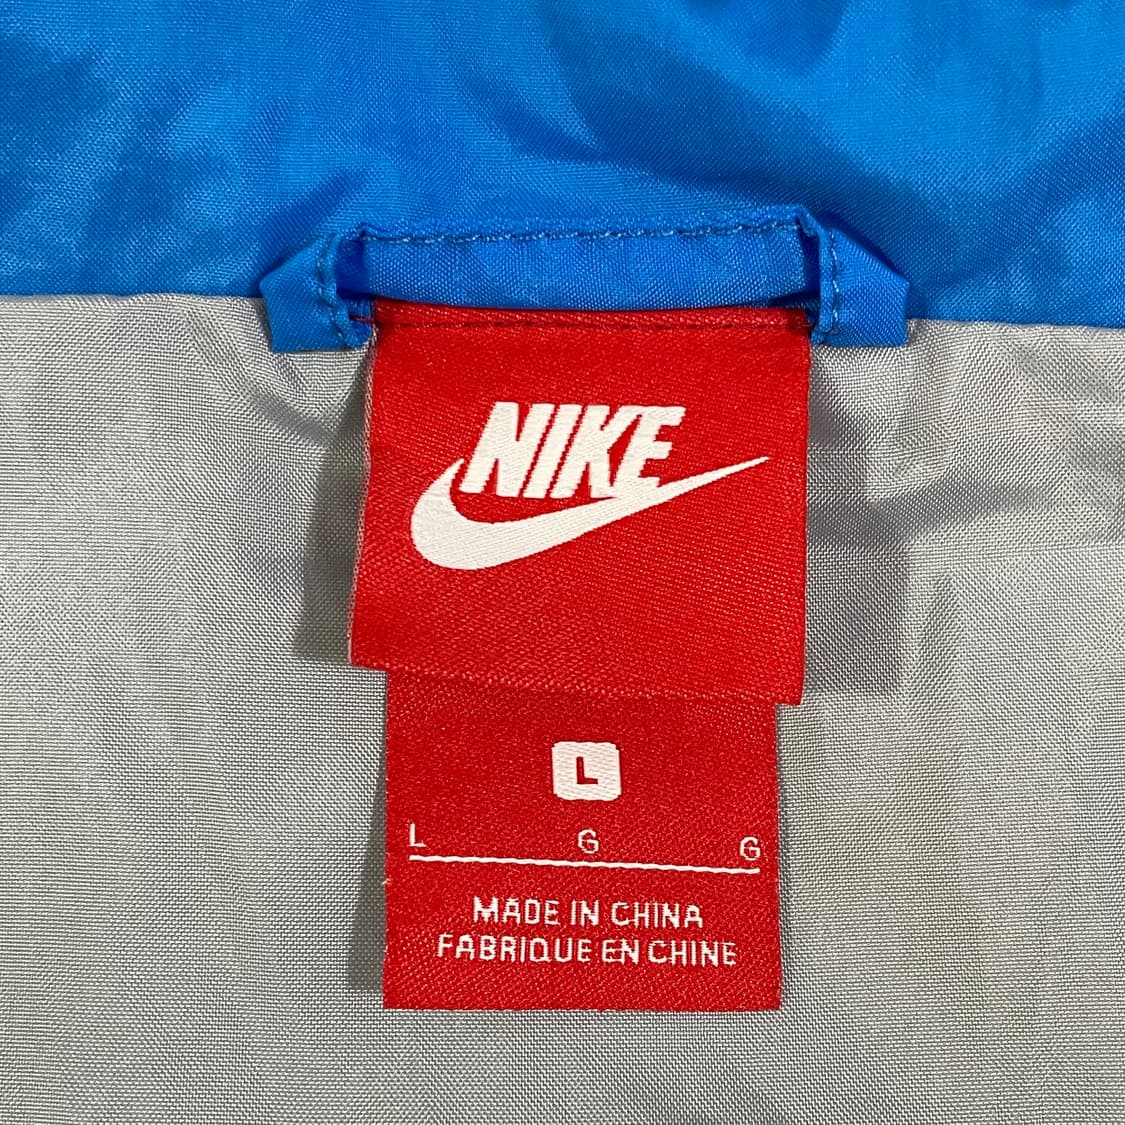 NIKE
L
L G G
MADE IN CHINA
FABRIQUE EN CHINE